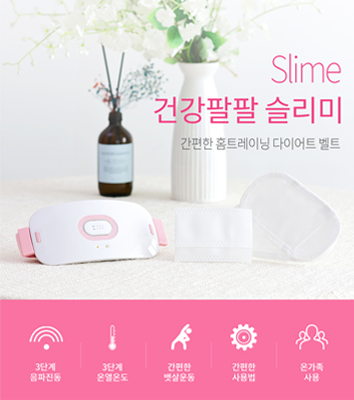 Slime
건강팔팔 슬리미
간편한 홈트레이닝 다이어트 벨트
3단계
음파진동
3단계
온열온도
간편한
뱃살운동
간편한
사용법
온가족
사용